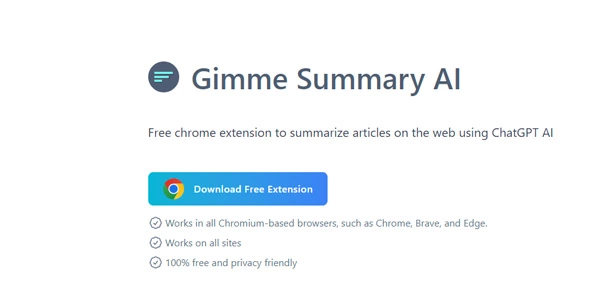 Gimme Summary AI
Free chrome extension to summarize articles on the web using ChatGPT AI
Download Free Extension
Works in all Chromium-based browsers, such as Chrome, Brave, and Edge.
Works on all sites
100% free and privacy friendly